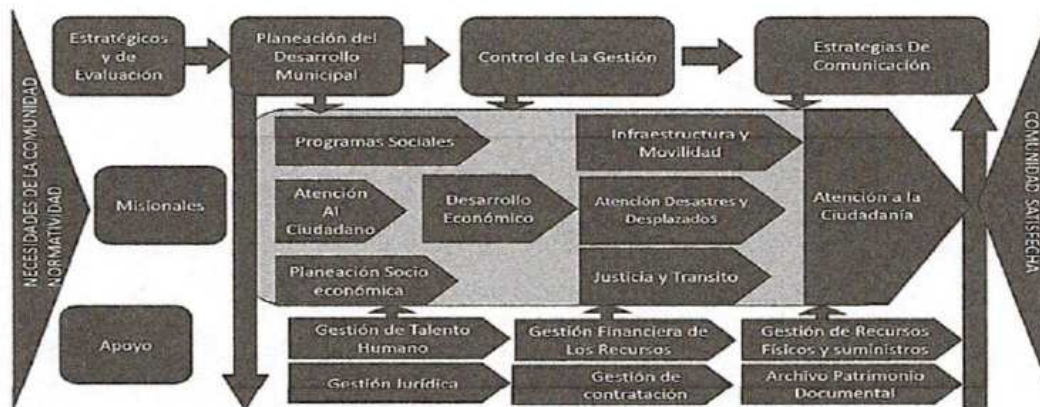 Estratégicos
y de
Evaluación
Planeación del
Desarrollo
Municipal
Control de La Gestión
Estrategias De
Comunicación
NECESIDADES DE LA COMUNIDAD
NORMATIVIDAD
Misionales
Programas Sociales
Infraestructura y
Movilidad
Atención
Al
Ciudadano
Desarrollo
Económico
Atención Desastres y
Desplazados
Atención a la
Ciudadanía
Planeación Socio
económica
Justicia y Transito
COMUNIDAD SATISFECHA
Apoyo
Gestión de Talento
Humano
Gestión Financiera de
Los Recursos
Gestión de Recursos
Físicos y suministros
Gestión Jurídica
Gestión de
contratación
Archivo Patrimonio
Documental